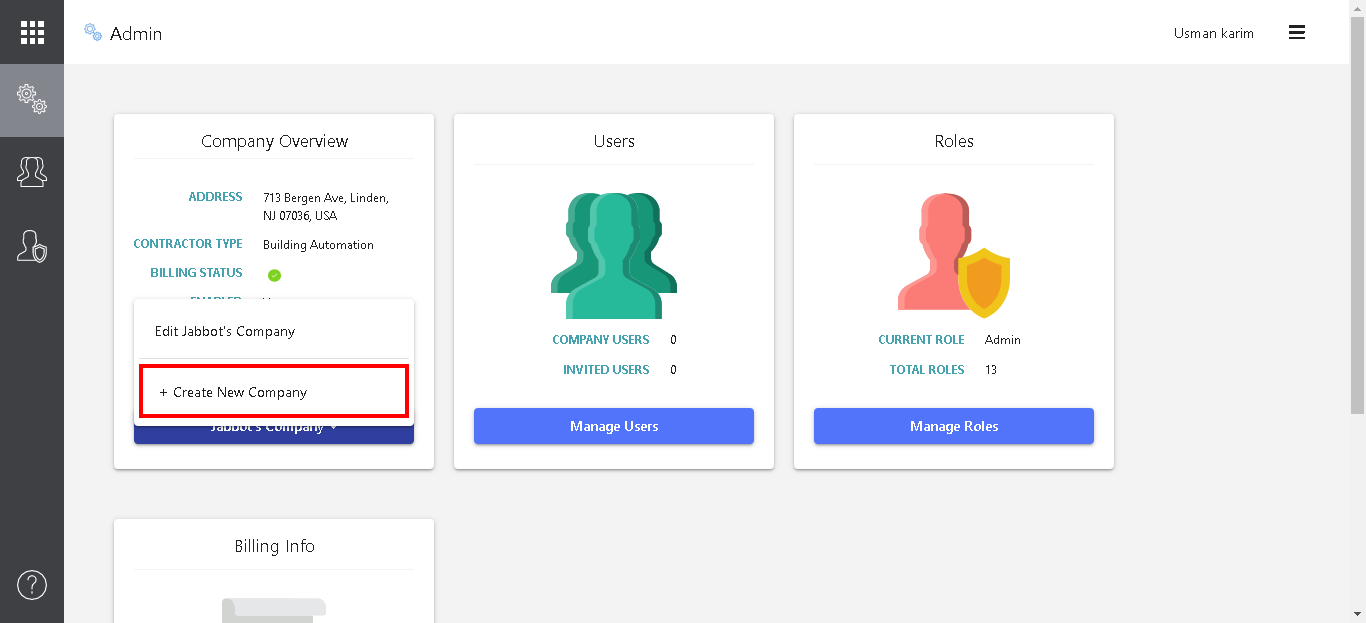 Admin
Usman karim
Company Overview
ADDRESS 713 Bergen Ave, Linden,
NJ 07036, USA
CONTRACTOR TYPE Building Automation
BILLING STATUS
Edit Jabbot's Company
+ Create New Company
Jabbot's Company
Users
COMPANY USERS 0
INVITED USERS 0
Manage Users
Roles
CURRENT ROLE Admin
TOTAL ROLES 13
Manage Roles
Billing Info
?